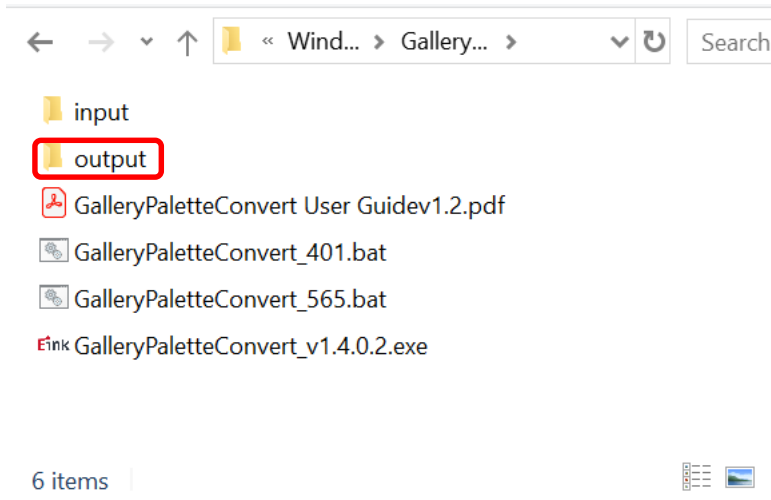 « Wind... > Gallery... > Search
input
output
GalleryPaletteConvert User Guidev1.2.pdf
GalleryPaletteConvert_401.bat
GalleryPaletteConvert_565.bat
Eink GalleryPaletteConvert_v1.4.0.2.exe
6 items